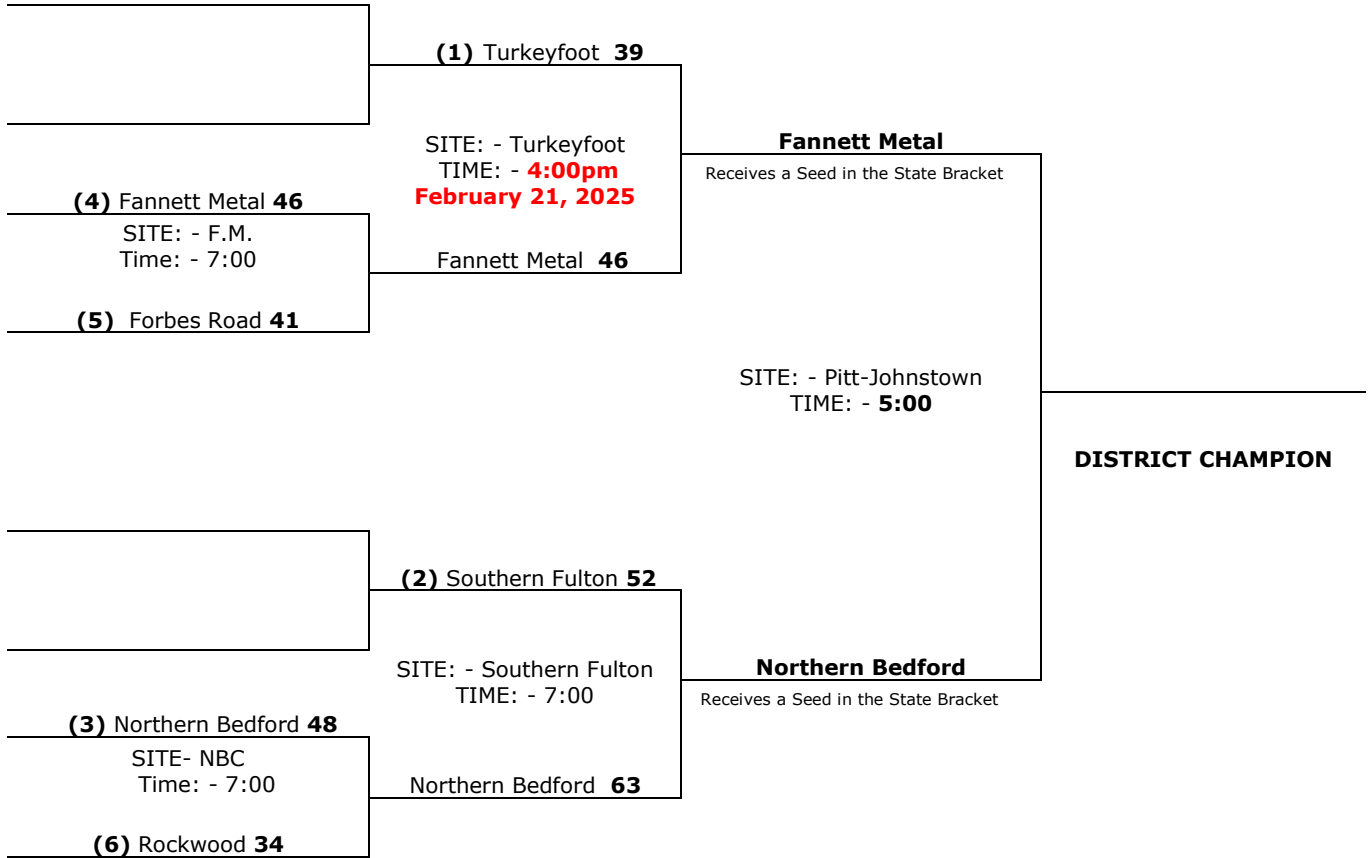 (1) Turkeyfoot 39
SITE: - Turkeyfoot
TIME: - 4:00pm
February 21, 2025
Fannett Metal
Receives a Seed in the State Bracket
(4) Fannett Metal 46
SITE: - F.M.
Time: - 7:00
Fannett Metal 46
(5) Forbes Road 41
SITE: - Pitt-Johnstown
TIME: - 5:00
DISTRICT CHAMPION
(2) Southern Fulton 52
SITE: - Southern Fulton
TIME: - 7:00
Northern Bedford
Receives a Seed in the State Bracket
(3) Northern Bedford 48
SITE- NBC
Time: - 7:00
Northern Bedford 63
(6) Rockwood 34